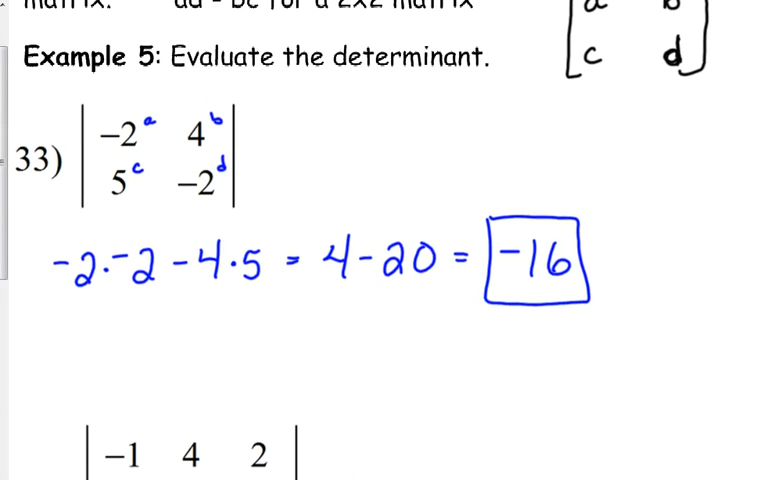 matrix. ad - bc for a 2x2 matrix
a b
Example 5: Evaluate the determinant.
c d
33) -2 a 4 b
5 c -2 d
-2·-2 - 4·5 = 4 - 20 = -16
-1 4 2